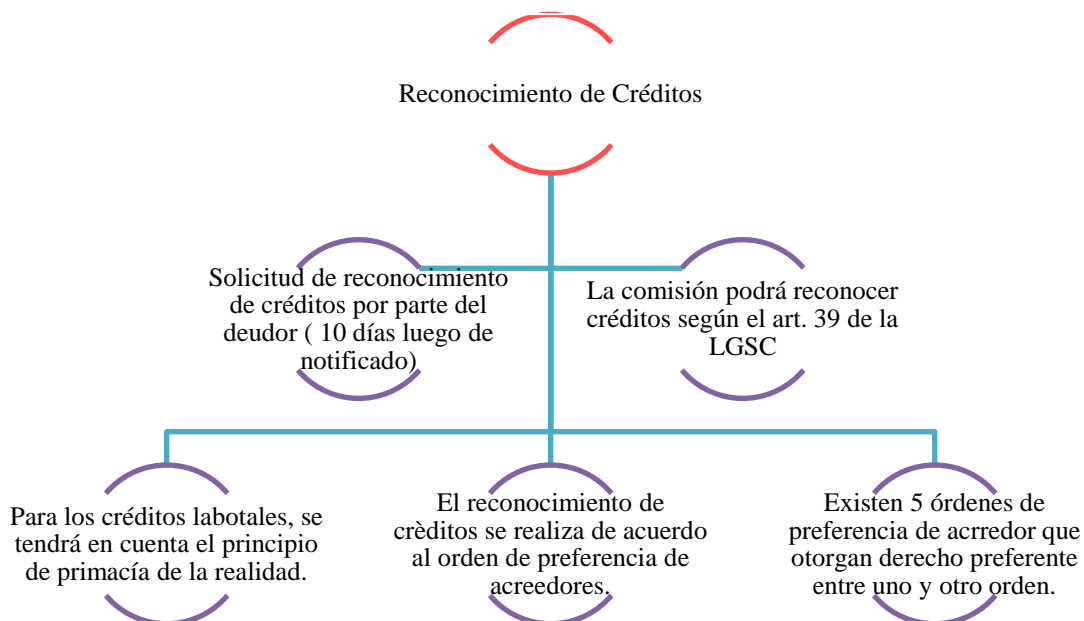 Reconocimiento de Créditos
Solicitud de reconocimiento
de créditos por parte del
deudor ( 10 días luego de
notificado)
La comisión podrá reconocer
créditos según el art. 39 de la
LGSC
Para los créditos labotales, se
tendrá en cuenta el principio
de primacía de la realidad.
El reconocimiento de
crèditos se realiza de acuerdo
al orden de preferencia de
acreedores.
Existen 5 órdenes de
preferencia de acrredor que
otorgan derecho preferente
entre uno y otro orden.